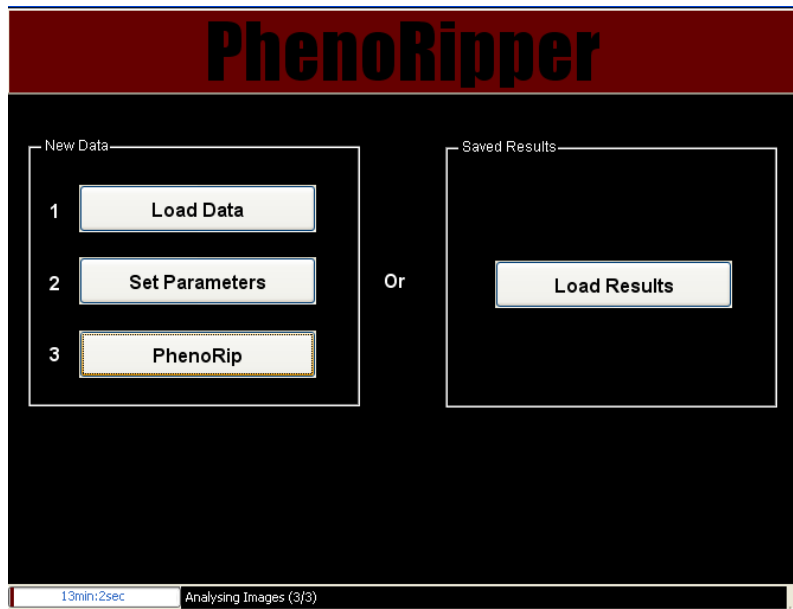 PhenoRipper
New Data
1 Load Data
2 Set Parameters
3 PhenoRip
Or
Saved Results
Load Results
13min:2sec
Analysing Images (3/3)